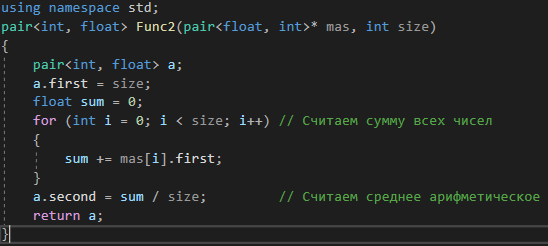 using namespace std;
pair<int, float> Func2(pair<float, int>* mas, int size)
{
    pair<int, float> a;
    a.first = size;
    float sum = 0;
    for (int i = 0; i < size; i++) // Считаем сумму всех чисел
    {
        sum += mas[i].first;
    }
    a.second = sum / size;         // Считаем среднее арифметическое
    return a;
}